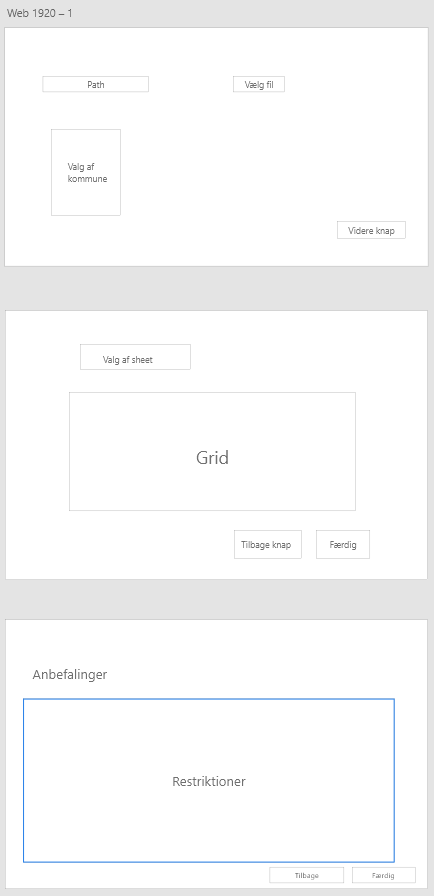 Web 1920 – 1
Path
Vælg fil
Valg af
kommune
Videre knap
Valg af sheet
Grid
Tilbage knap
Færdig
Anbefalinger
Restriktioner
Tilbage
Færdig